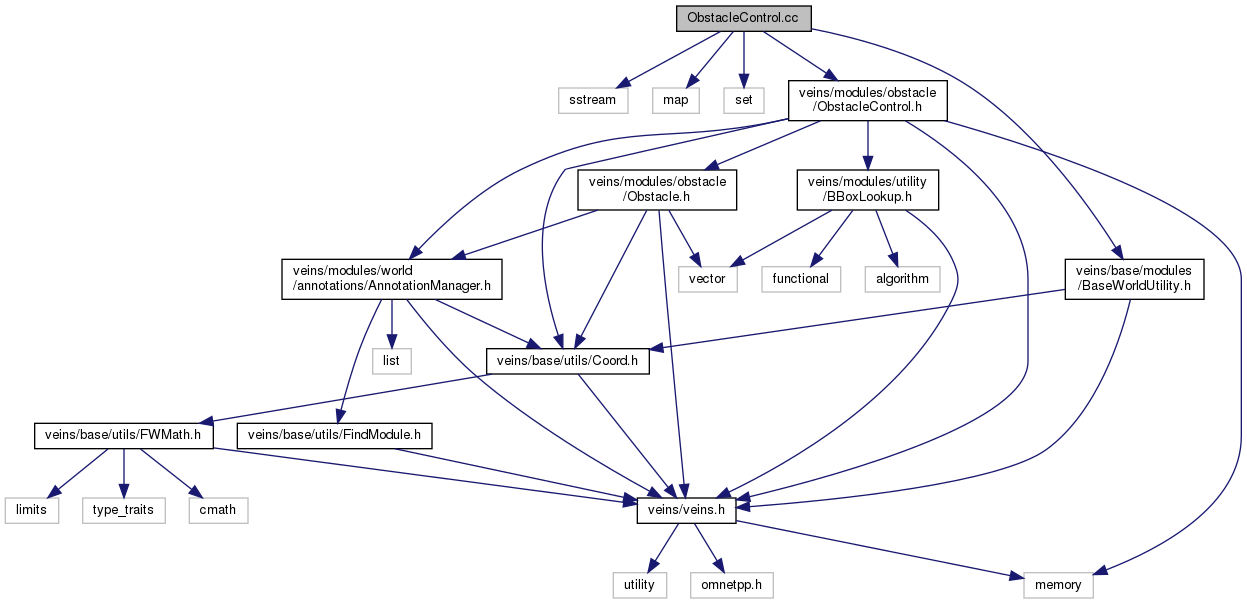 ObstacleControl.cc
sstream
map
set
veins/modules/obstacle
/ObstacleControl.h
veins/modules/obstacle
/Obstacle.h
veins/modules/utility
/BBoxLookup.h
veins/modules/world
/annotations/AnnotationManager.h
vector
functional
algorithm
veins/base/modules
/BaseWorldUtility.h
list
veins/base/utils/Coord.h
veins/base/utils/FWMath.h
veins/base/utils/FindModule.h
limits
type_traits
cmath
veins/veins.h
utility
omnetpp.h
memory